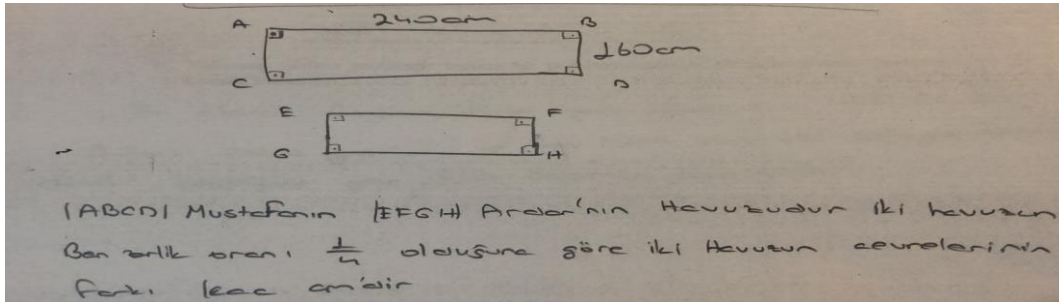 A 240cm B
160cm
C D
E F
G H
|ABCD| Mustafanın |EFGH| Arda'nın Havuzudur iki havuzun
Benzerlik oranı 1/4 olduğuna göre iki Havuzun çevrelerinin
farkı kaç cm'dir